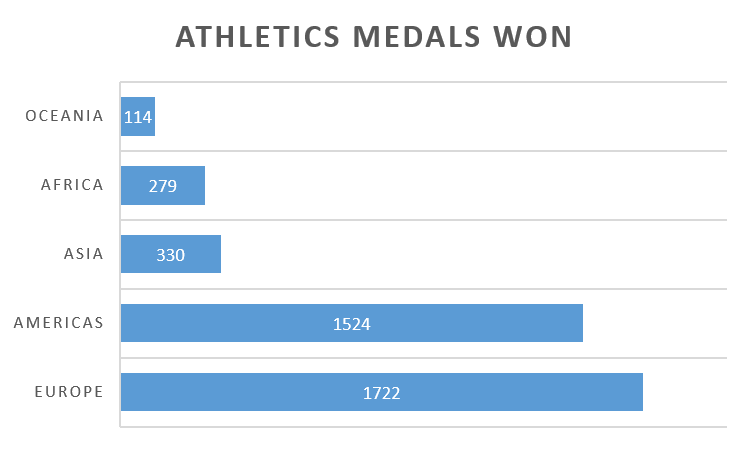 ATHLETICS MEDALS WON
OCEANIA 114
AFRICA 279
ASIA 330
AMERICAS 1524
EUROPE 1722